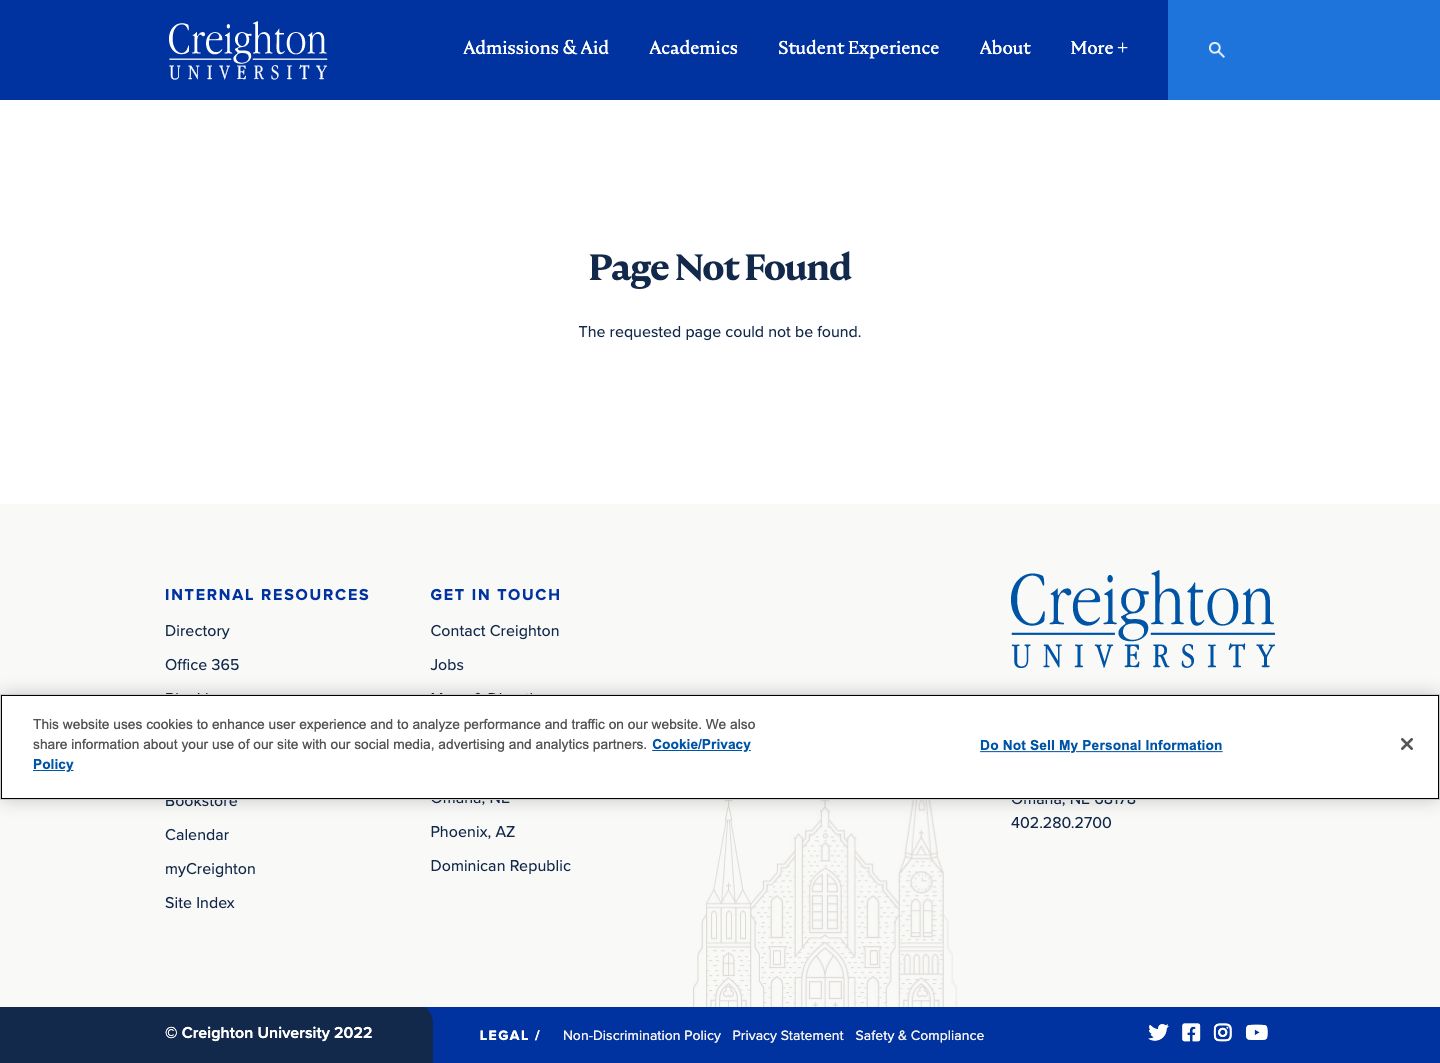 Creighton
UNIVERSITY
Admissions & Aid
Academics
Student Experience
About
More +
Page Not Found
The requested page could not be found.
INTERNAL RESOURCES
Directory
Office 365
GET IN TOUCH
Contact Creighton
Jobs
Creighton
UNIVERSITY
This website uses cookies to enhance user experience and to analyze performance and traffic on our website. We also
share information about your use of our site with our social media, advertising and analytics partners. Cookie/Privacy
Policy
Do Not Sell My Personal Information
Bookstore
Calendar
myCreighton
Site Index
Omaha, NE
Phoenix, AZ
Dominican Republic
Omaha, NE 68178
402.280.2700
© Creighton University 2022
LEGAL /
Non-Discrimination Policy
Privacy Statement
Safety & Compliance